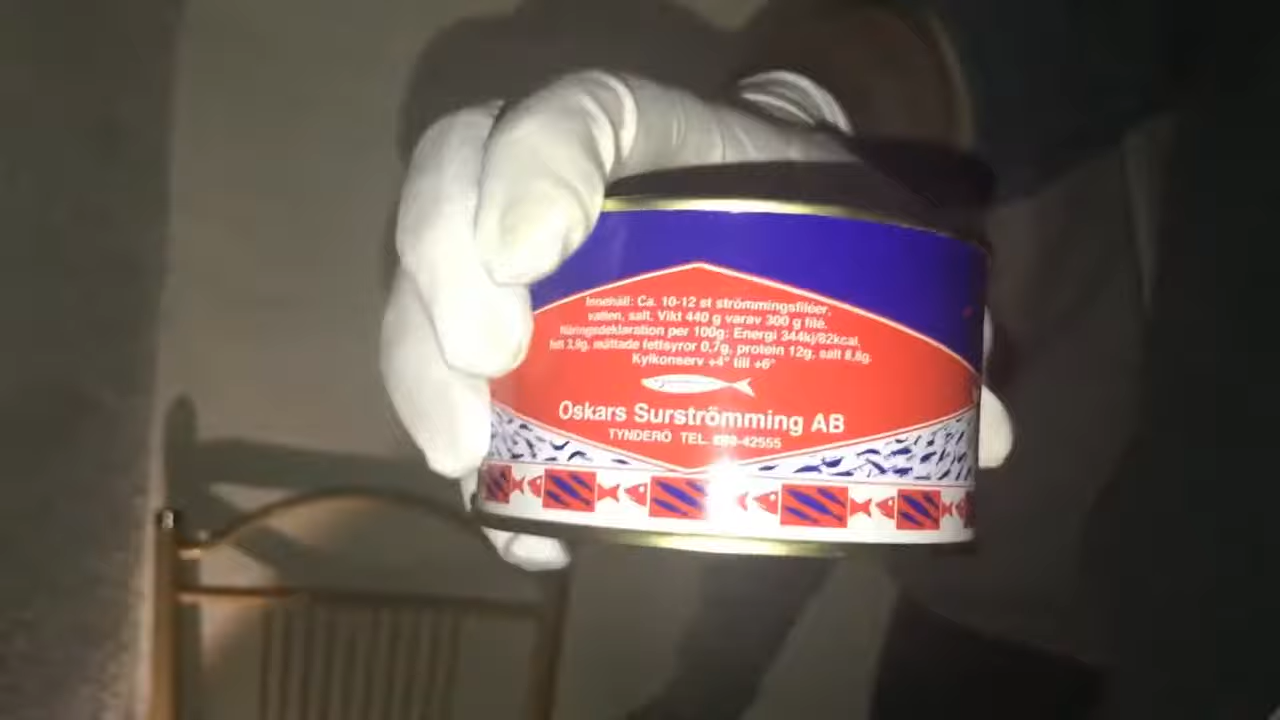 Innehåll: Ca. 10-12 st strömmingsfiléer,
vatten, salt. Vikt 440 g varav 300 g filé.
Näringsdeklaration per 100g: Energi 344kj/82kcal,
fett 3,9g, mättade fettsyror 0,7g, protein 12g, salt 8,8g.
Kylkonserv +4° till +6°
Oskars Surströmming AB
TYNDERÖ TEL. 42555